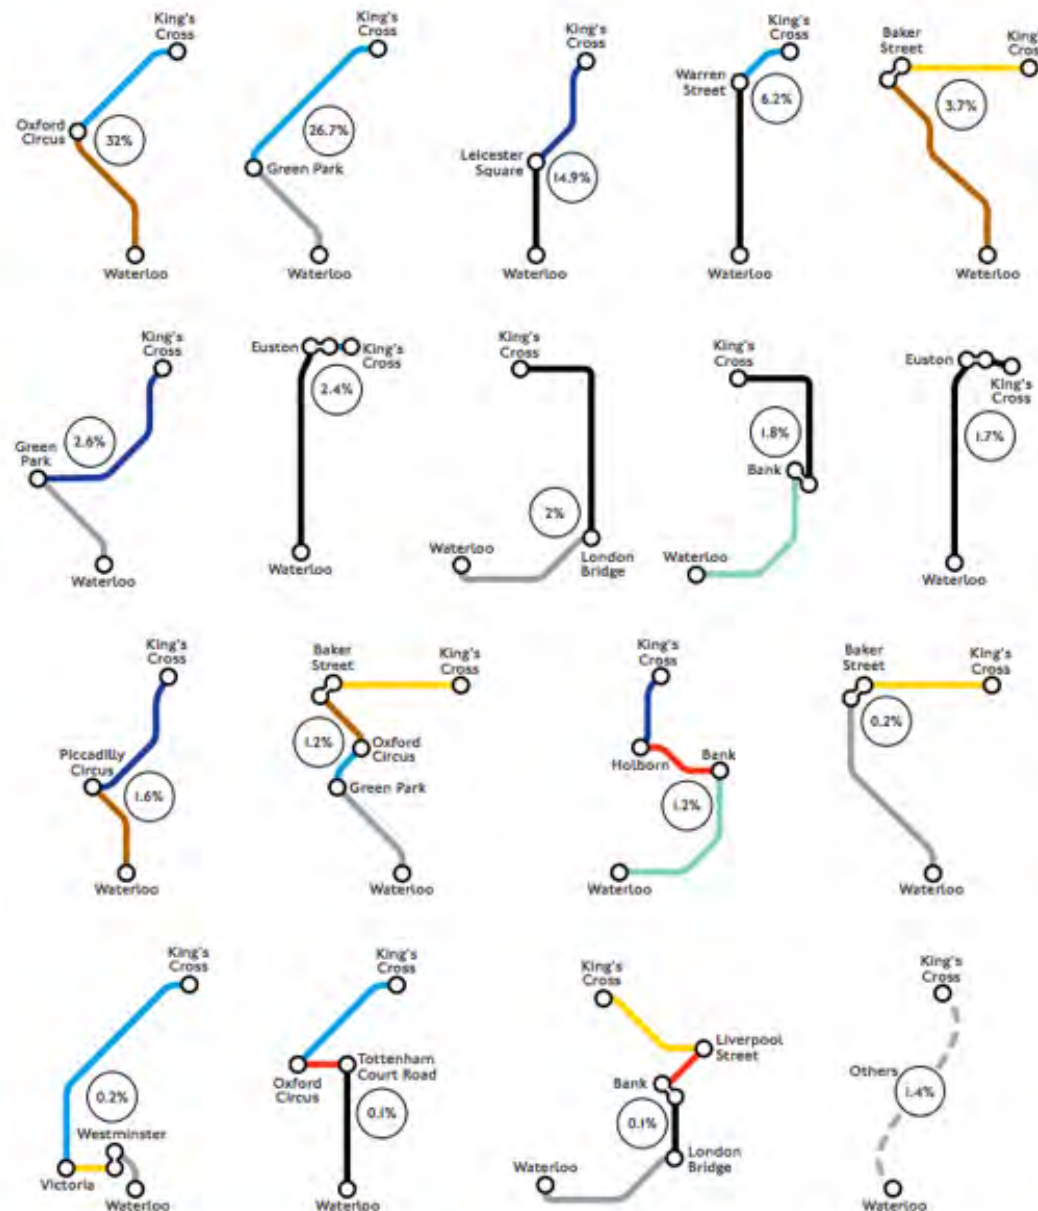 King's
Cross
Oxford
Circus
32%
Waterloo
King's
Cross
26.7%
Green Park
Waterloo
King's
Cross
Leicester
Square
14.9%
Waterloo
King's
Cross
Warren
Street
6.2%
Waterloo
Baker
Street
King's
Cross
3.7%
Waterloo
King's
Cross
2.6%
Green
Park
Waterloo
Euston
King's
Cross
2.4%
Waterloo
King's
Cross
2%
Waterloo
London
Bridge
King's
Cross
1.8%
Bank
Waterloo
Euston
King's
Cross
1.7%
Waterloo
King's
Cross
Piccadilly
Circus
1.6%
Waterloo
Baker
Street
King's
Cross
1.2%
Oxford
Circus
Green Park
Waterloo
King's
Cross
Holborn
Bank
1.2%
Waterloo
Baker
Street
King's
Cross
0.2%
Waterloo
King's
Cross
0.2%
Westminster
Victoria
Waterloo
King's
Cross
Oxford
Circus
Tottenham
Court Road
0.1%
Waterloo
King's
Cross
Liverpool
Street
Bank
0.1%
London
Bridge
Waterloo
King's
Cross
Others
1.4%
Waterloo